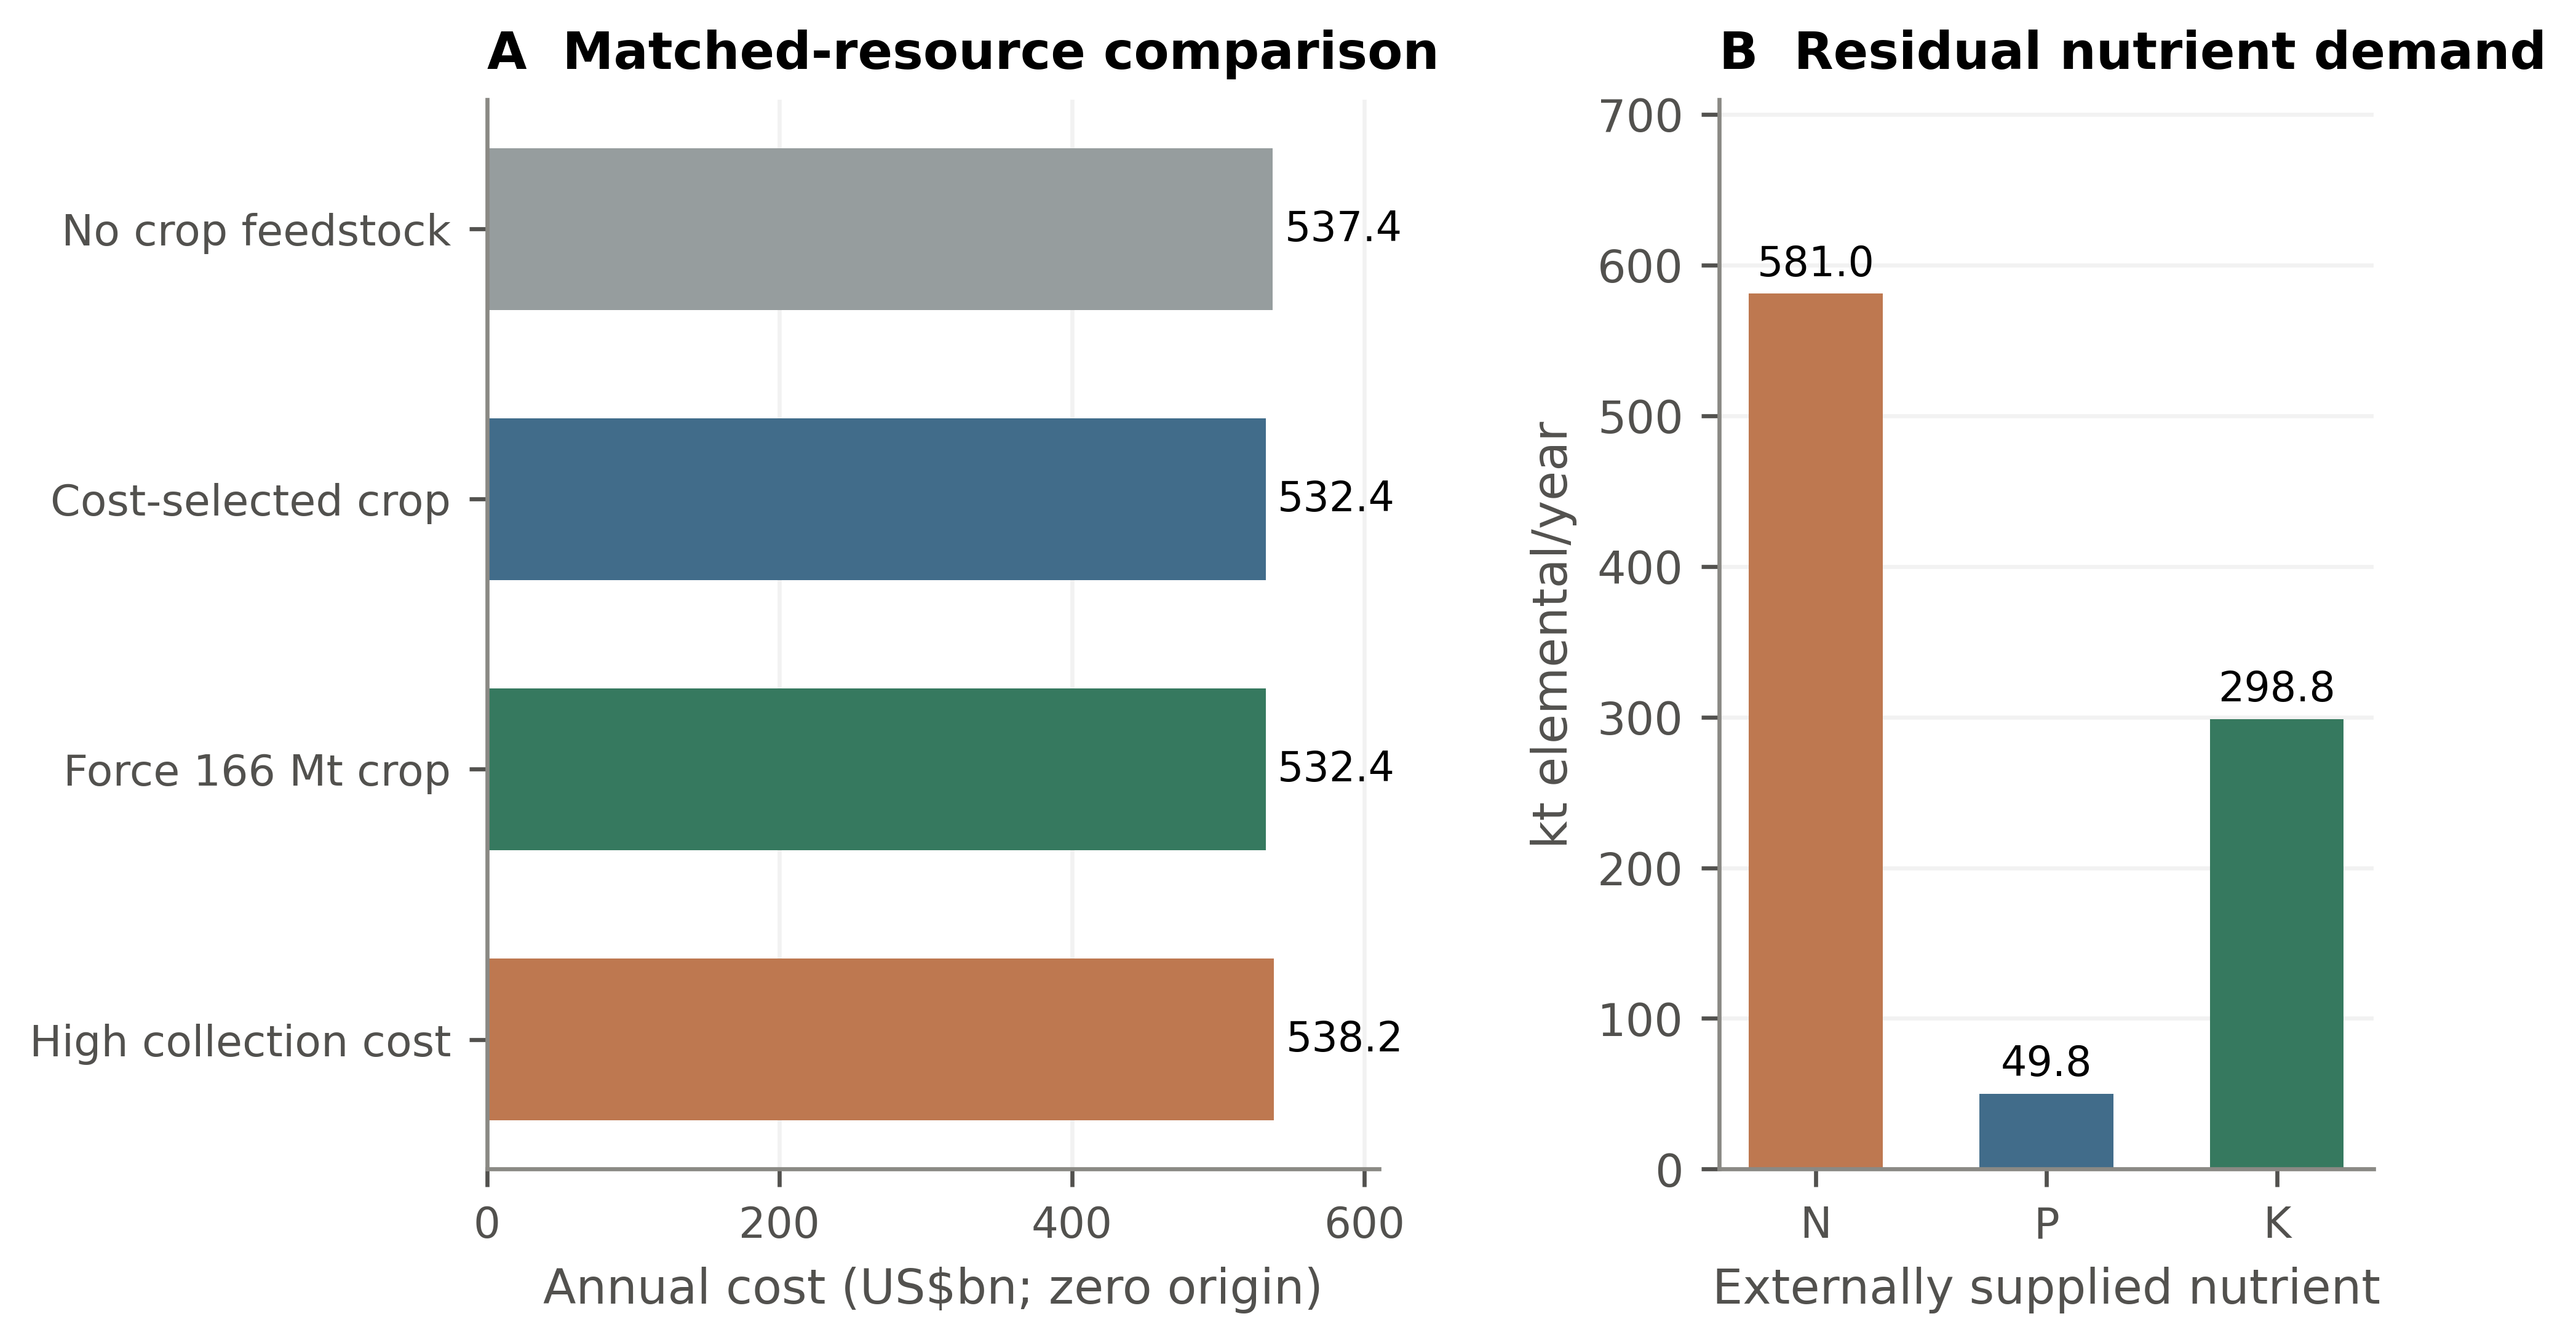 A  Matched-resource comparison
No crop feedstock
537.4
Cost-selected crop
532.4
Force 166 Mt crop
532.4
High collection cost
538.2
0
200
400
600
Annual cost (US$bn; zero origin)
B  Residual nutrient demand
kt elemental/year
700
600
500
400
300
200
100
0
581.0
49.8
298.8
N
P
K
Externally supplied nutrient